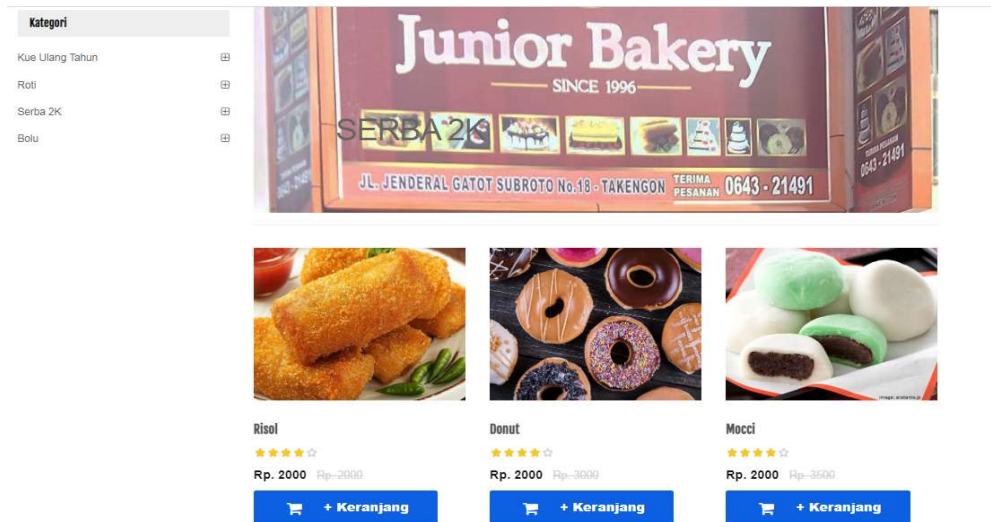 Kategori
Kue Ulang Tahun
Roti
Serba 2K
Bolu
Junior Bakery
SINCE 1996
SERBA 2K
JL. JENDERAL GATOT SUBROTO No.18 - TAKENGON TERIMA PESANAN 0643 - 21491
TERIMA PESANAN
0643 - 21491
Risol
Donut
Mocci
Rp. 2000 Rp. 2000
Rp. 2000 Rp. 3000
Rp. 2000 Rp. 3500
+ Keranjang
+ Keranjang
+ Keranjang